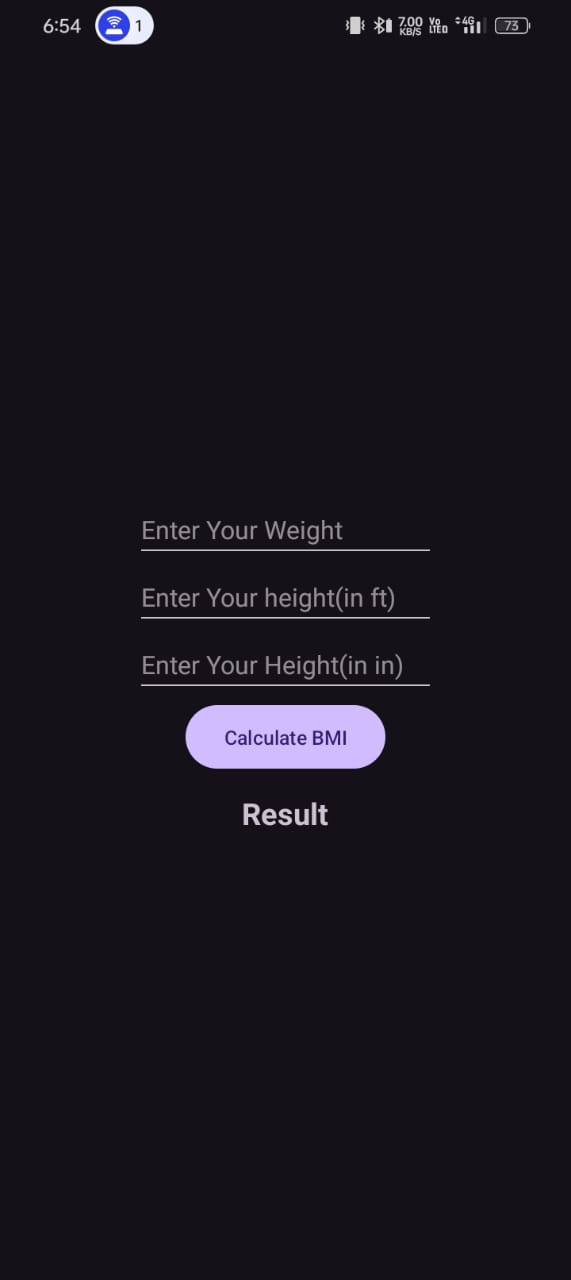 6:54 1 7.00 KB/S Vo LTE 4G 73
Enter Your Weight
Enter Your height(in ft)
Enter Your Height(in in)
Calculate BMI
Result